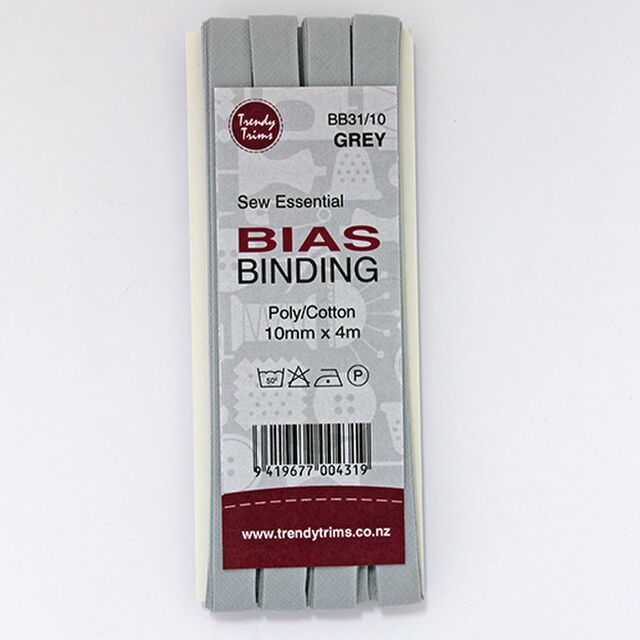 Trendy
Trims
BB31/10
GREY
Sew Essential
BIAS
BINDING
Poly/Cotton
10mm x 4m
50° P
9 419677 004319
www.trendytrims.co.nz